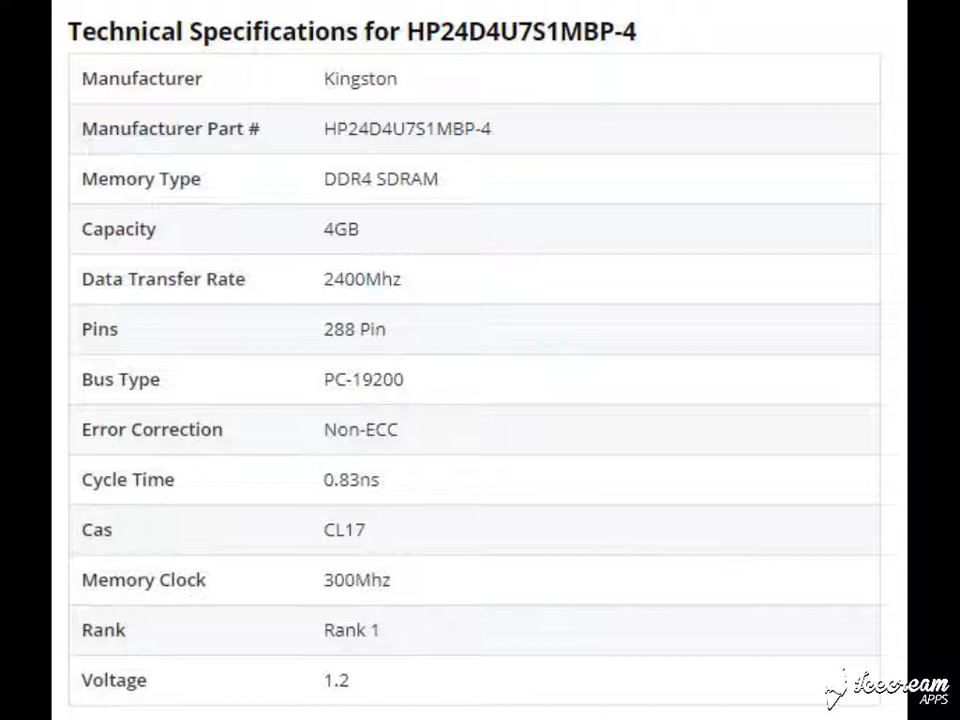 Technical Specifications for HP24D4U7S1MBP-4
Manufacturer Kingston
Manufacturer Part # HP24D4U7S1MBP-4
Memory Type DDR4 SDRAM
Capacity 4GB
Data Transfer Rate 2400Mhz
Pins 288 Pin
Bus Type PC-19200
Error Correction Non-ECC
Cycle Time 0.83ns
Cas CL17
Memory Clock 300Mhz
Rank Rank 1
Voltage 1.2
Icecream
APPS